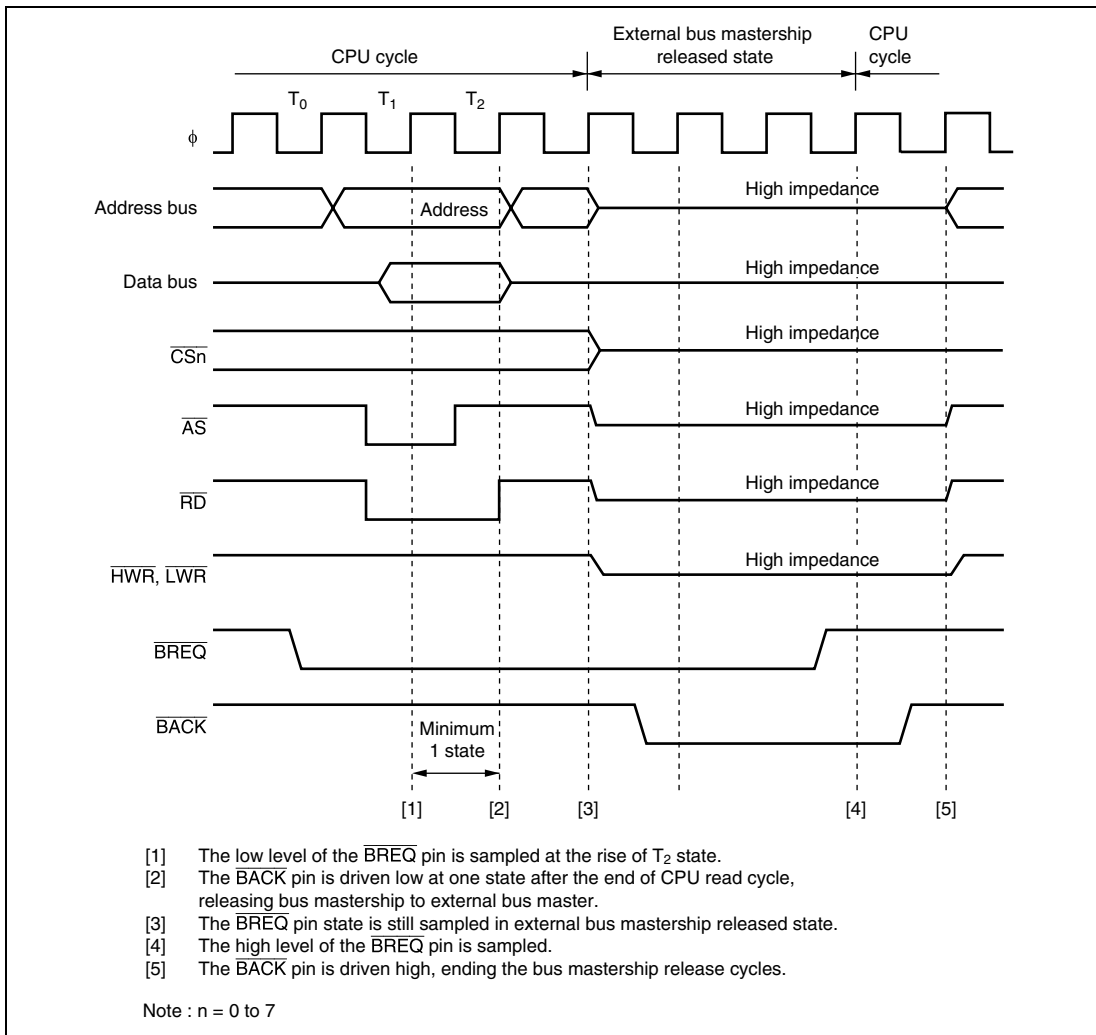 External bus mastership
released state
CPU
cycle
CPU cycle
T0 T1 T2
φ
Address bus
Address
High impedance
Data bus
High impedance
CSn
High impedance
AS
High impedance
RD
High impedance
HWR, LWR
High impedance
BREQ
BACK
Minimum
1 state
[1] [2] [3] [4] [5]
[1] The low level of the BREQ pin is sampled at the rise of T2 state.
[2] The BACK pin is driven low at one state after the end of CPU read cycle,
releasing bus mastership to external bus master.
[3] The BREQ pin state is still sampled in external bus mastership released state.
[4] The high level of the BREQ pin is sampled.
[5] The BACK pin is driven high, ending the bus mastership release cycles.
Note : n = 0 to 7